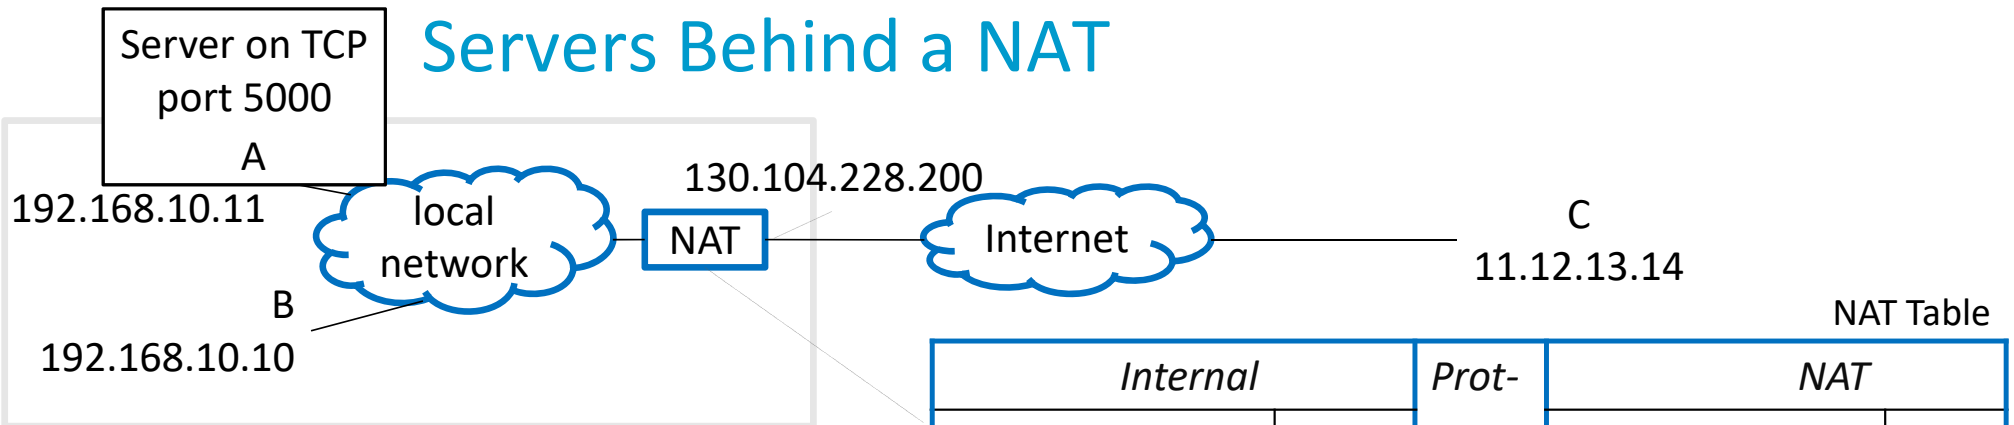 Servers Behind a NAT
Server on TCP
port 5000
A
192.168.10.11
local
network
B
192.168.10.10
130.104.228.200
NAT
Internet
C
11.12.13.14
NAT Table
Internal
Prot-
NAT